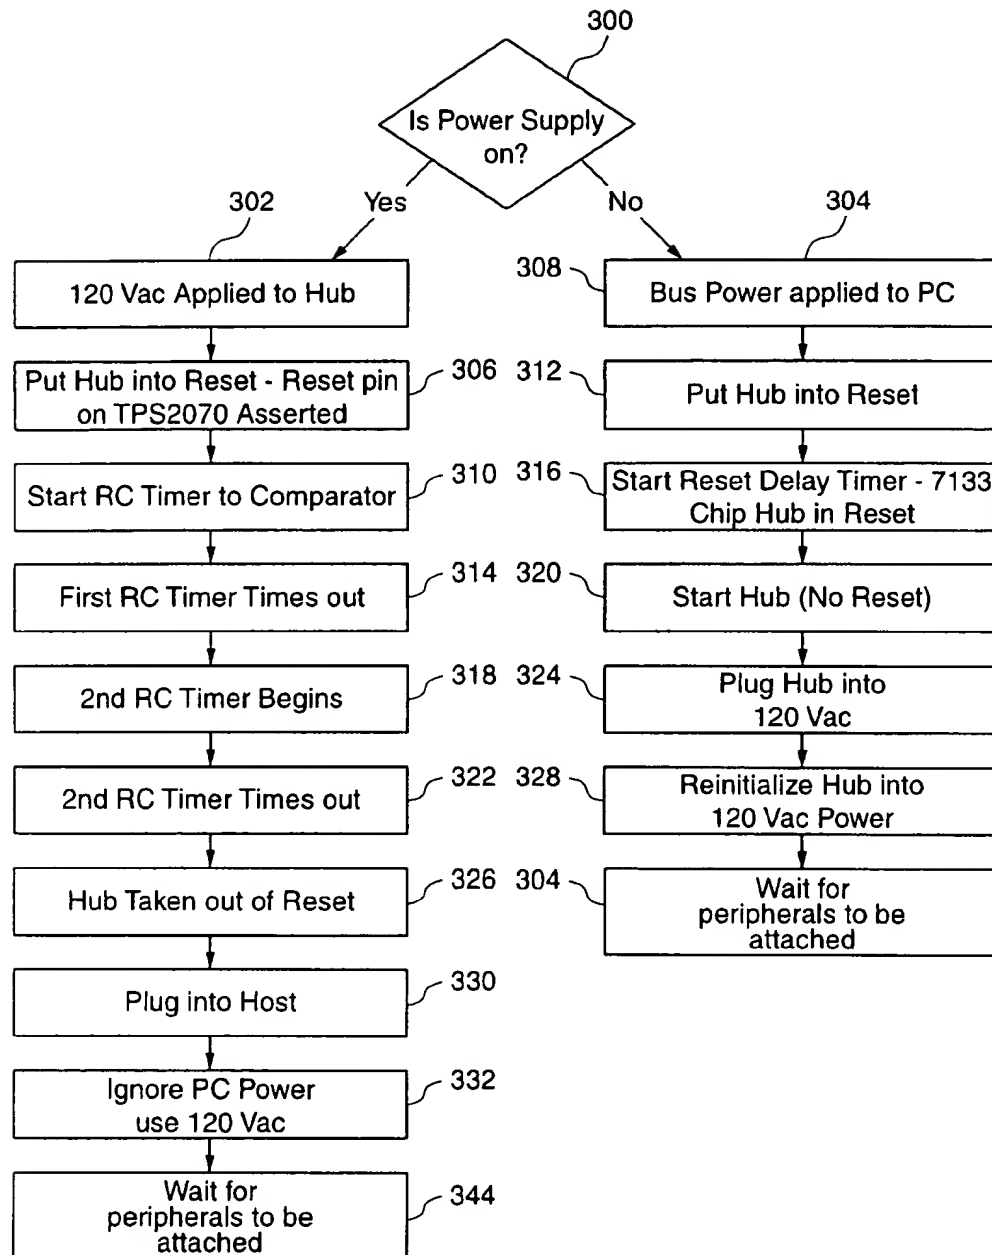 300
Is Power Supply
on?
Yes
No
302
304
120 Vac Applied to Hub
308
Bus Power applied to PC
Put Hub into Reset - Reset pin
on TPS2070 Asserted
306
312
Put Hub into Reset
Start RC Timer to Comparator
310
316
Start Reset Delay Timer - 7133
Chip Hub in Reset
First RC Timer Times out
314
320
Start Hub (No Reset)
2nd RC Timer Begins
318
324
Plug Hub into
120 Vac
2nd RC Timer Times out
322
328
Reinitialize Hub into
120 Vac Power
Hub Taken out of Reset
326
304
Wait for
peripherals to be
attached
Plug into Host
330
Ignore PC Power
use 120 Vac
332
Wait for
peripherals to be
attached
344